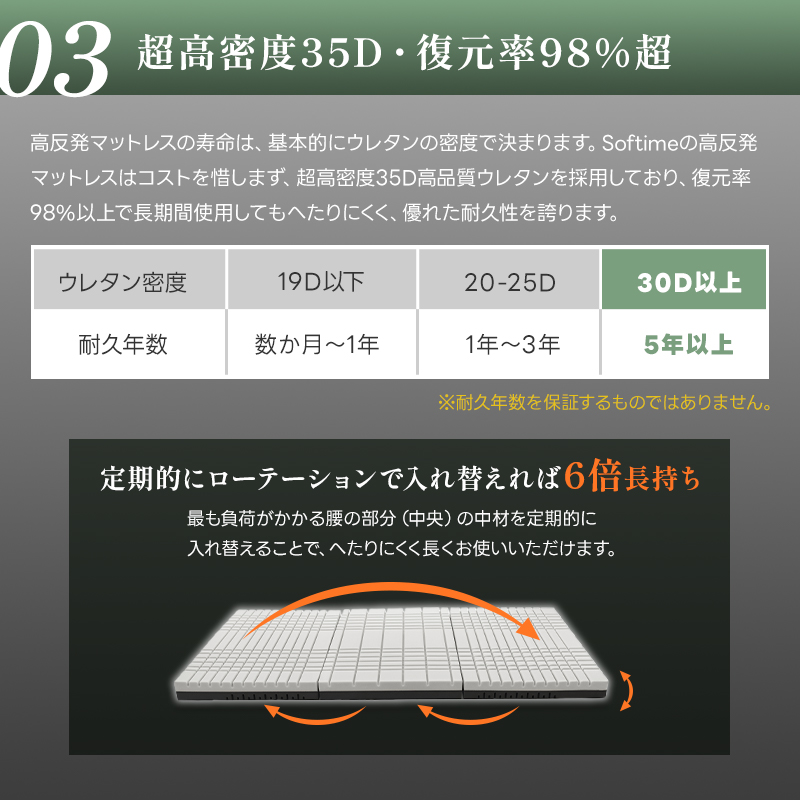 03
超高密度35D・復元率98%超
高反発マットレスの寿命は、基本的にウレタンの密度で決まります。Softimeの高反発
マットレスはコストを惜しまず、超高密度35D高品質ウレタンを採用しており、復元率
98%以上で長期間使用してもへたりにくく、優れた耐久性を誇ります。
ウレタン密度 19D以下 20-25D 30D以上
耐久年数 数か月～1年 1年～3年 5年以上
※耐久年数を保証するものではありません。
定期的にローテーションで入れ替えれば6倍長持ち
最も負荷がかかる腰の部分（中央）の中材を定期的に
入れ替えることで、へたりにくく長くお使いいただけます。